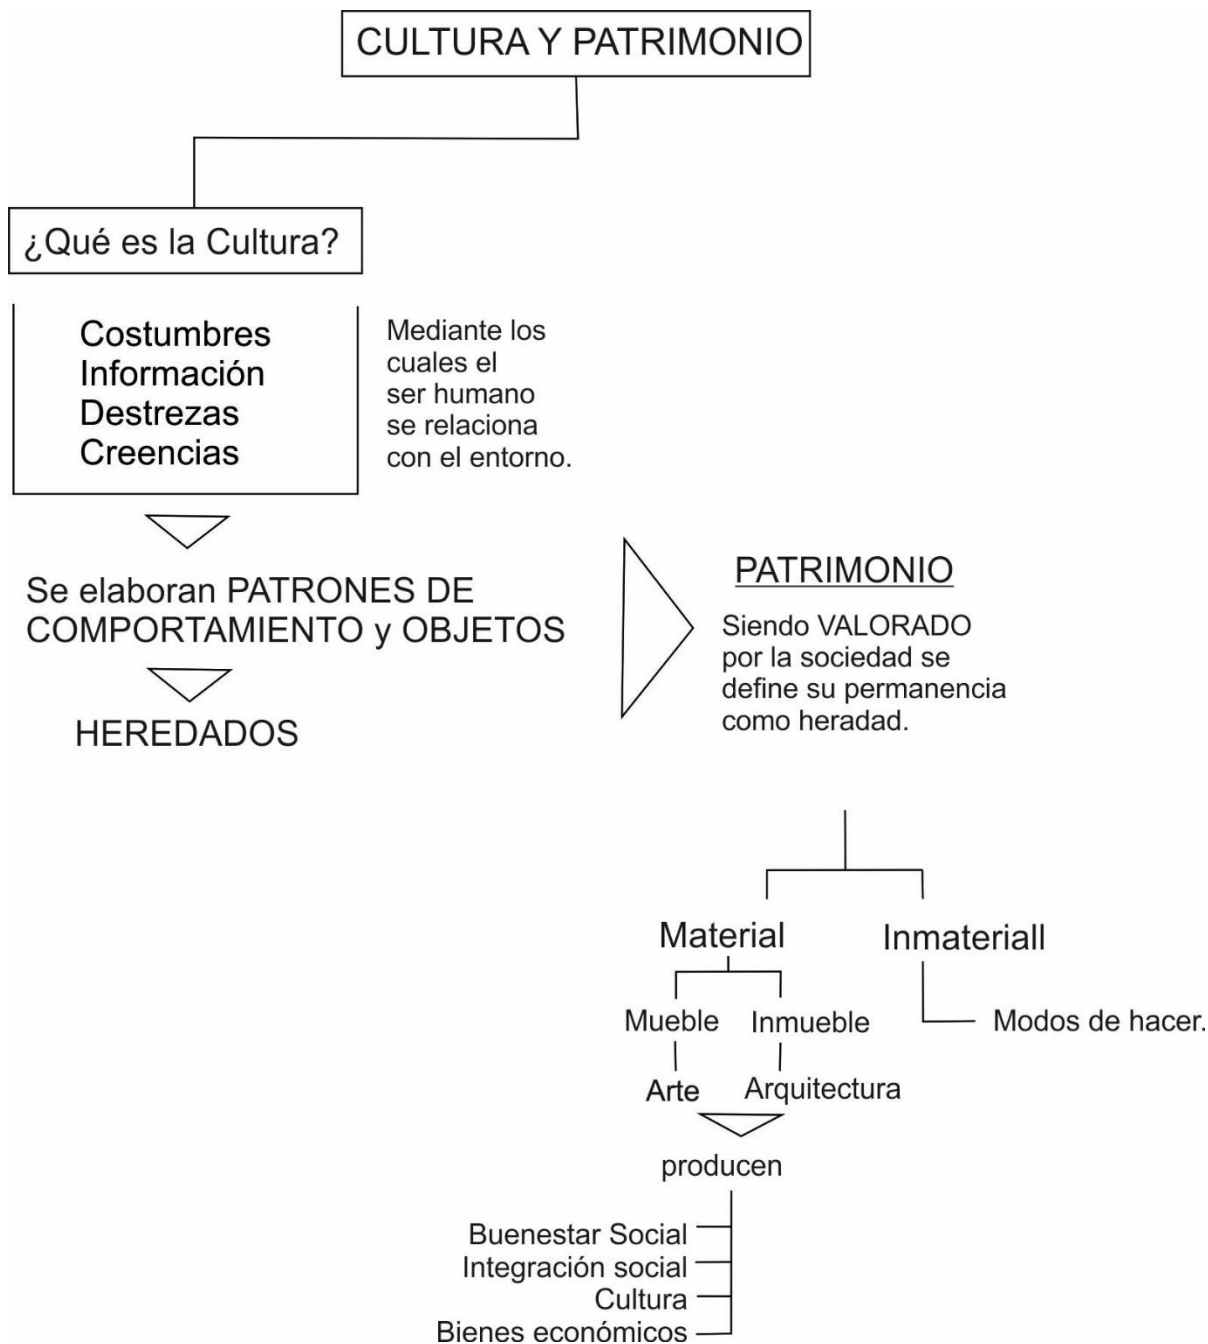 CULTURA Y PATRIMONIO
¿Qué es la Cultura?
Costumbres
Información
Destrezas
Creencias
Mediante los
cuales el
ser humano
se relaciona
con el entorno.
Se elaboran PATRONES DE
COMPORTAMIENTO y OBJETOS
HEREDADOS
PATRIMONIO
Siendo VALORADO
por la sociedad se
define su permanencia
como heradad.
Material
Inmateriall
Mueble
Inmueble
Modos de hacer.
Arte
Arquitectura
producen
Buenestar Social
Integración social
Cultura
Bienes económicos